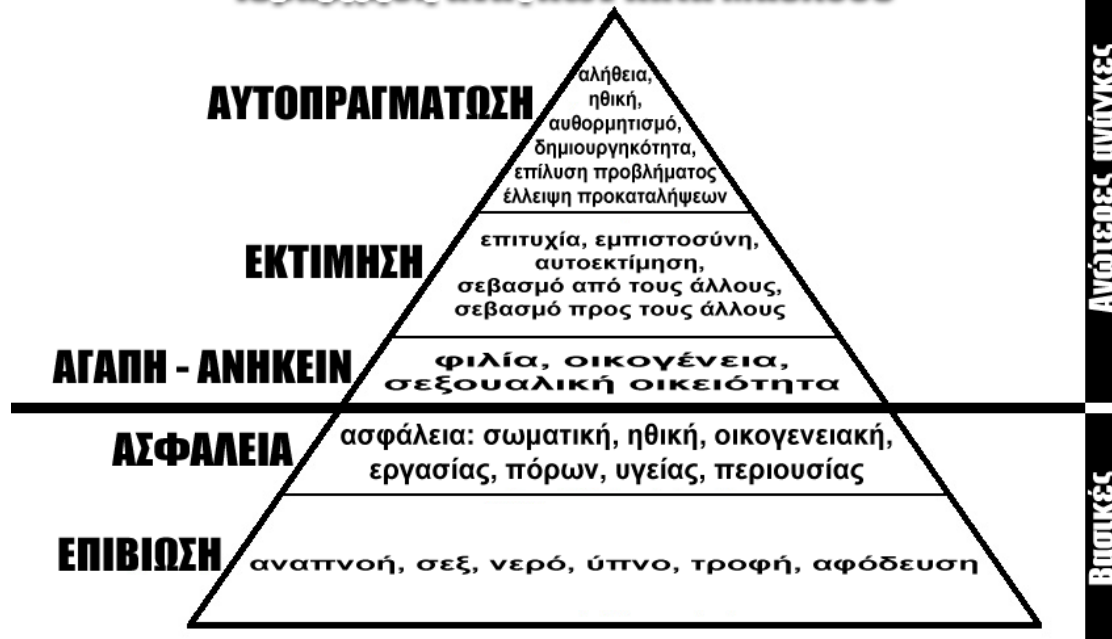 ΑΥΤΟΠΡΑΓΜΑΤΩΣΗ
αλήθεια,
ηθική,
αυθορμητισμό,
δημιουργηκότητα,
επίλυση προβλήματος
έλλειψη προκαταλήψεων
ΕΚΤΙΜΗΣΗ
επιτυχία, εμπιστοσύνη,
αυτοεκτίμηση,
σεβασμό από τους άλλους,
σεβασμό προς τους άλλους
ΑΓΑΠΗ - ΑΝΗΚΕΙΝ
φιλία, οικογένεια,
σεξουαλική οικειότητα
Ανώτερες ανάγκες
ΑΣΦΑΛΕΙΑ
ασφάλεια: σωματική, ηθική, οικογενειακή,
εργασίας, πόρων, υγείας, περιουσίας
ΕΠΙΒΙΩΣΗ
αναπνοή, σεξ, νερό, ύπνο, τροφή, αφόδευση
Βασικές